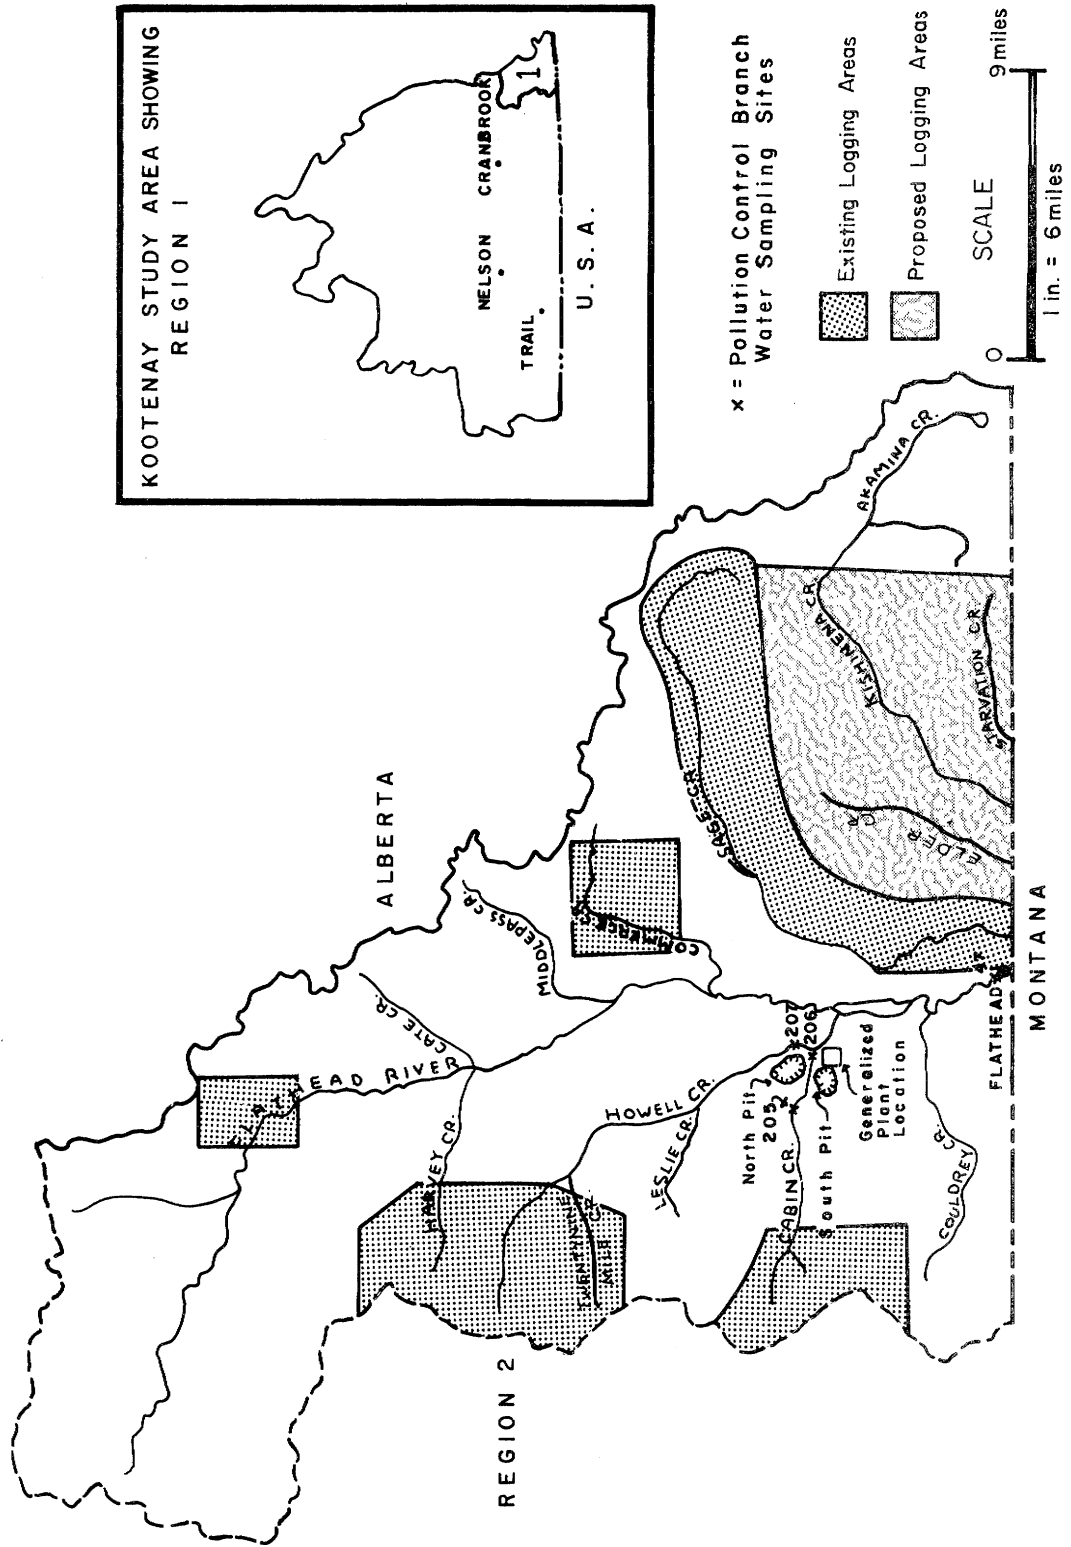 KOOTENAY STUDY AREA SHOWING
REGION 1
NELSON
CRANBROOK
TRAIL
1
U.S.A.
x = Pollution Control Branch
Water Sampling Sites
Existing Logging Areas
Proposed Logging Areas
SCALE
0
9 miles
1 in. = 6 miles
ALBERTA
REGION 2
MONTANA
FLATHEAD RIVER
CATE CR.
HARVEY CR.
MIDDLEPASS CR.
COMMERCE CR.
TWENTYNINE
MILE CR.
HOWELL CR.
LESLIE CR.
North Pit
205
207
206
CABIN CR.
South Pit
Generalized
Plant
Location
COULDREY CR.
SAGE CR.
ELDER CR.
KISHINENA CR.
STARVATION CR.
AKAMINA CR.
FLATHEAD